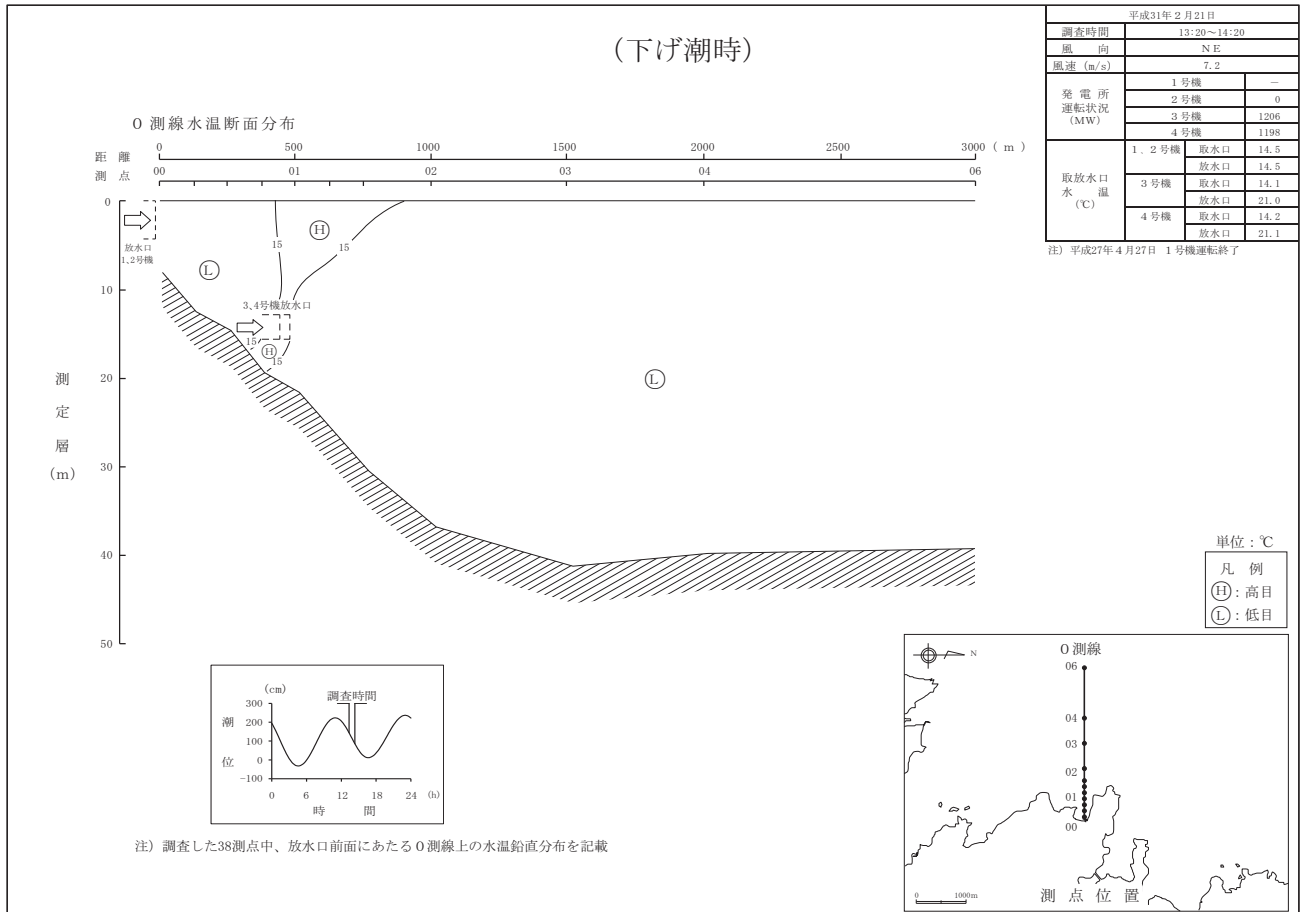 (下げ潮時)
平成31年2月21日
調査時間 13:20~14:20
風　向 NE
風速 (m/s) 7.2
発電所
運転状況
(MW)
1号機 －
2号機 0
3号機 1206
4号機 1198
取放水口
水　温
(℃)
1、2号機 取水口 14.5
放水口 14.5
3号機 取水口 14.1
放水口 21.0
4号機 取水口 14.2
放水口 21.1
注）平成27年4月27日 1号機運転終了
0測線水温断面分布
距離 0 500 1000 1500 2000 2500 3000 (m)
測点 00 01 02 03 04 06
0
10
20
30
40
50
測定層
(m)
放水口
1、2号機
15
H
15
L
3、4号機放水口
15
H
15
L
単位：℃
凡　例
H：高目
L：低目
(cm)
調査時間
潮位
300
200
100
0
-100
0 6 12 18 24 (h)
時　間
注）調査した38測点中、放水口前面にあたる0測線上の水温鉛直分布を記載
N
0測線
06
04
03
02
01
00
0 1000m
測点位置